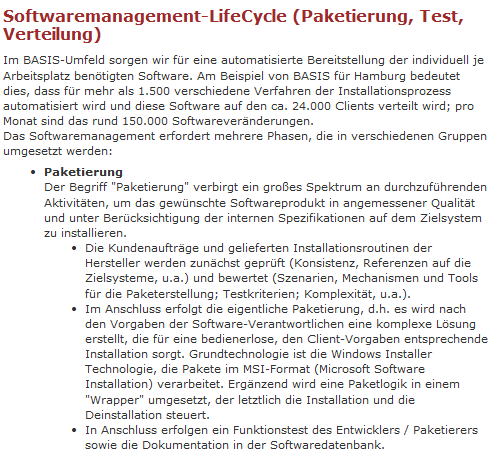 Softwaremanagement-LifeCycle (Paketierung, Test,
Verteilung)
Im BASIS-Umfeld sorgen wir für eine automatisierte Bereitstellung der individuell je
Arbeitsplatz benötigten Software. Am Beispiel von BASIS für Hamburg bedeutet
dies, dass für mehr als 1.500 verschiedene Verfahren der Installationsprozess
automatisiert wird und diese Software auf den ca. 24.000 Clients verteilt wird; pro
Monat sind das rund 150.000 Softwareveränderungen.
Das Softwaremanagement erfordert mehrere Phasen, die in verschiedenen Gruppen
umgesetzt werden:
• Paketierung
Der Begriff "Paketierung" verbirgt ein großes Spektrum an durchzuführenden
Aktivitäten, um das gewünschte Softwareprodukt in angemessener Qualität
und unter Berücksichtigung der internen Spezifikationen auf dem Zielsystem
zu installieren.
• Die Kundenaufträge und gelieferten Installationsroutinen der
Hersteller werden zunächst geprüft (Konsistenz, Referenzen auf die
Zielsysteme, u.a.) und bewertet (Szenarien, Mechanismen und Tools
für die Paketerstellung; Testkriterien; Komplexität, u.a.).
• Im Anschluss erfolgt die eigentliche Paketierung, d.h. es wird nach
den Vorgaben der Software-Verantwortlichen eine komplexe Lösung
erstellt, die für eine bedienerlose, den Client-Vorgaben entsprechende
Installation sorgt. Grundtechnologie ist die Windows Installer
Technologie, die Pakete im MSI-Format (Microsoft Software
Installation) verarbeitet. Ergänzend wird eine Paketlogik in einem
"Wrapper" umgesetzt, der letztlich die Installation und die
Deinstallation steuert.
• In Anschluss erfolgen ein Funktionstest des Entwicklers / Paketierers
sowie die Dokumentation in der Softwaredatenbank.